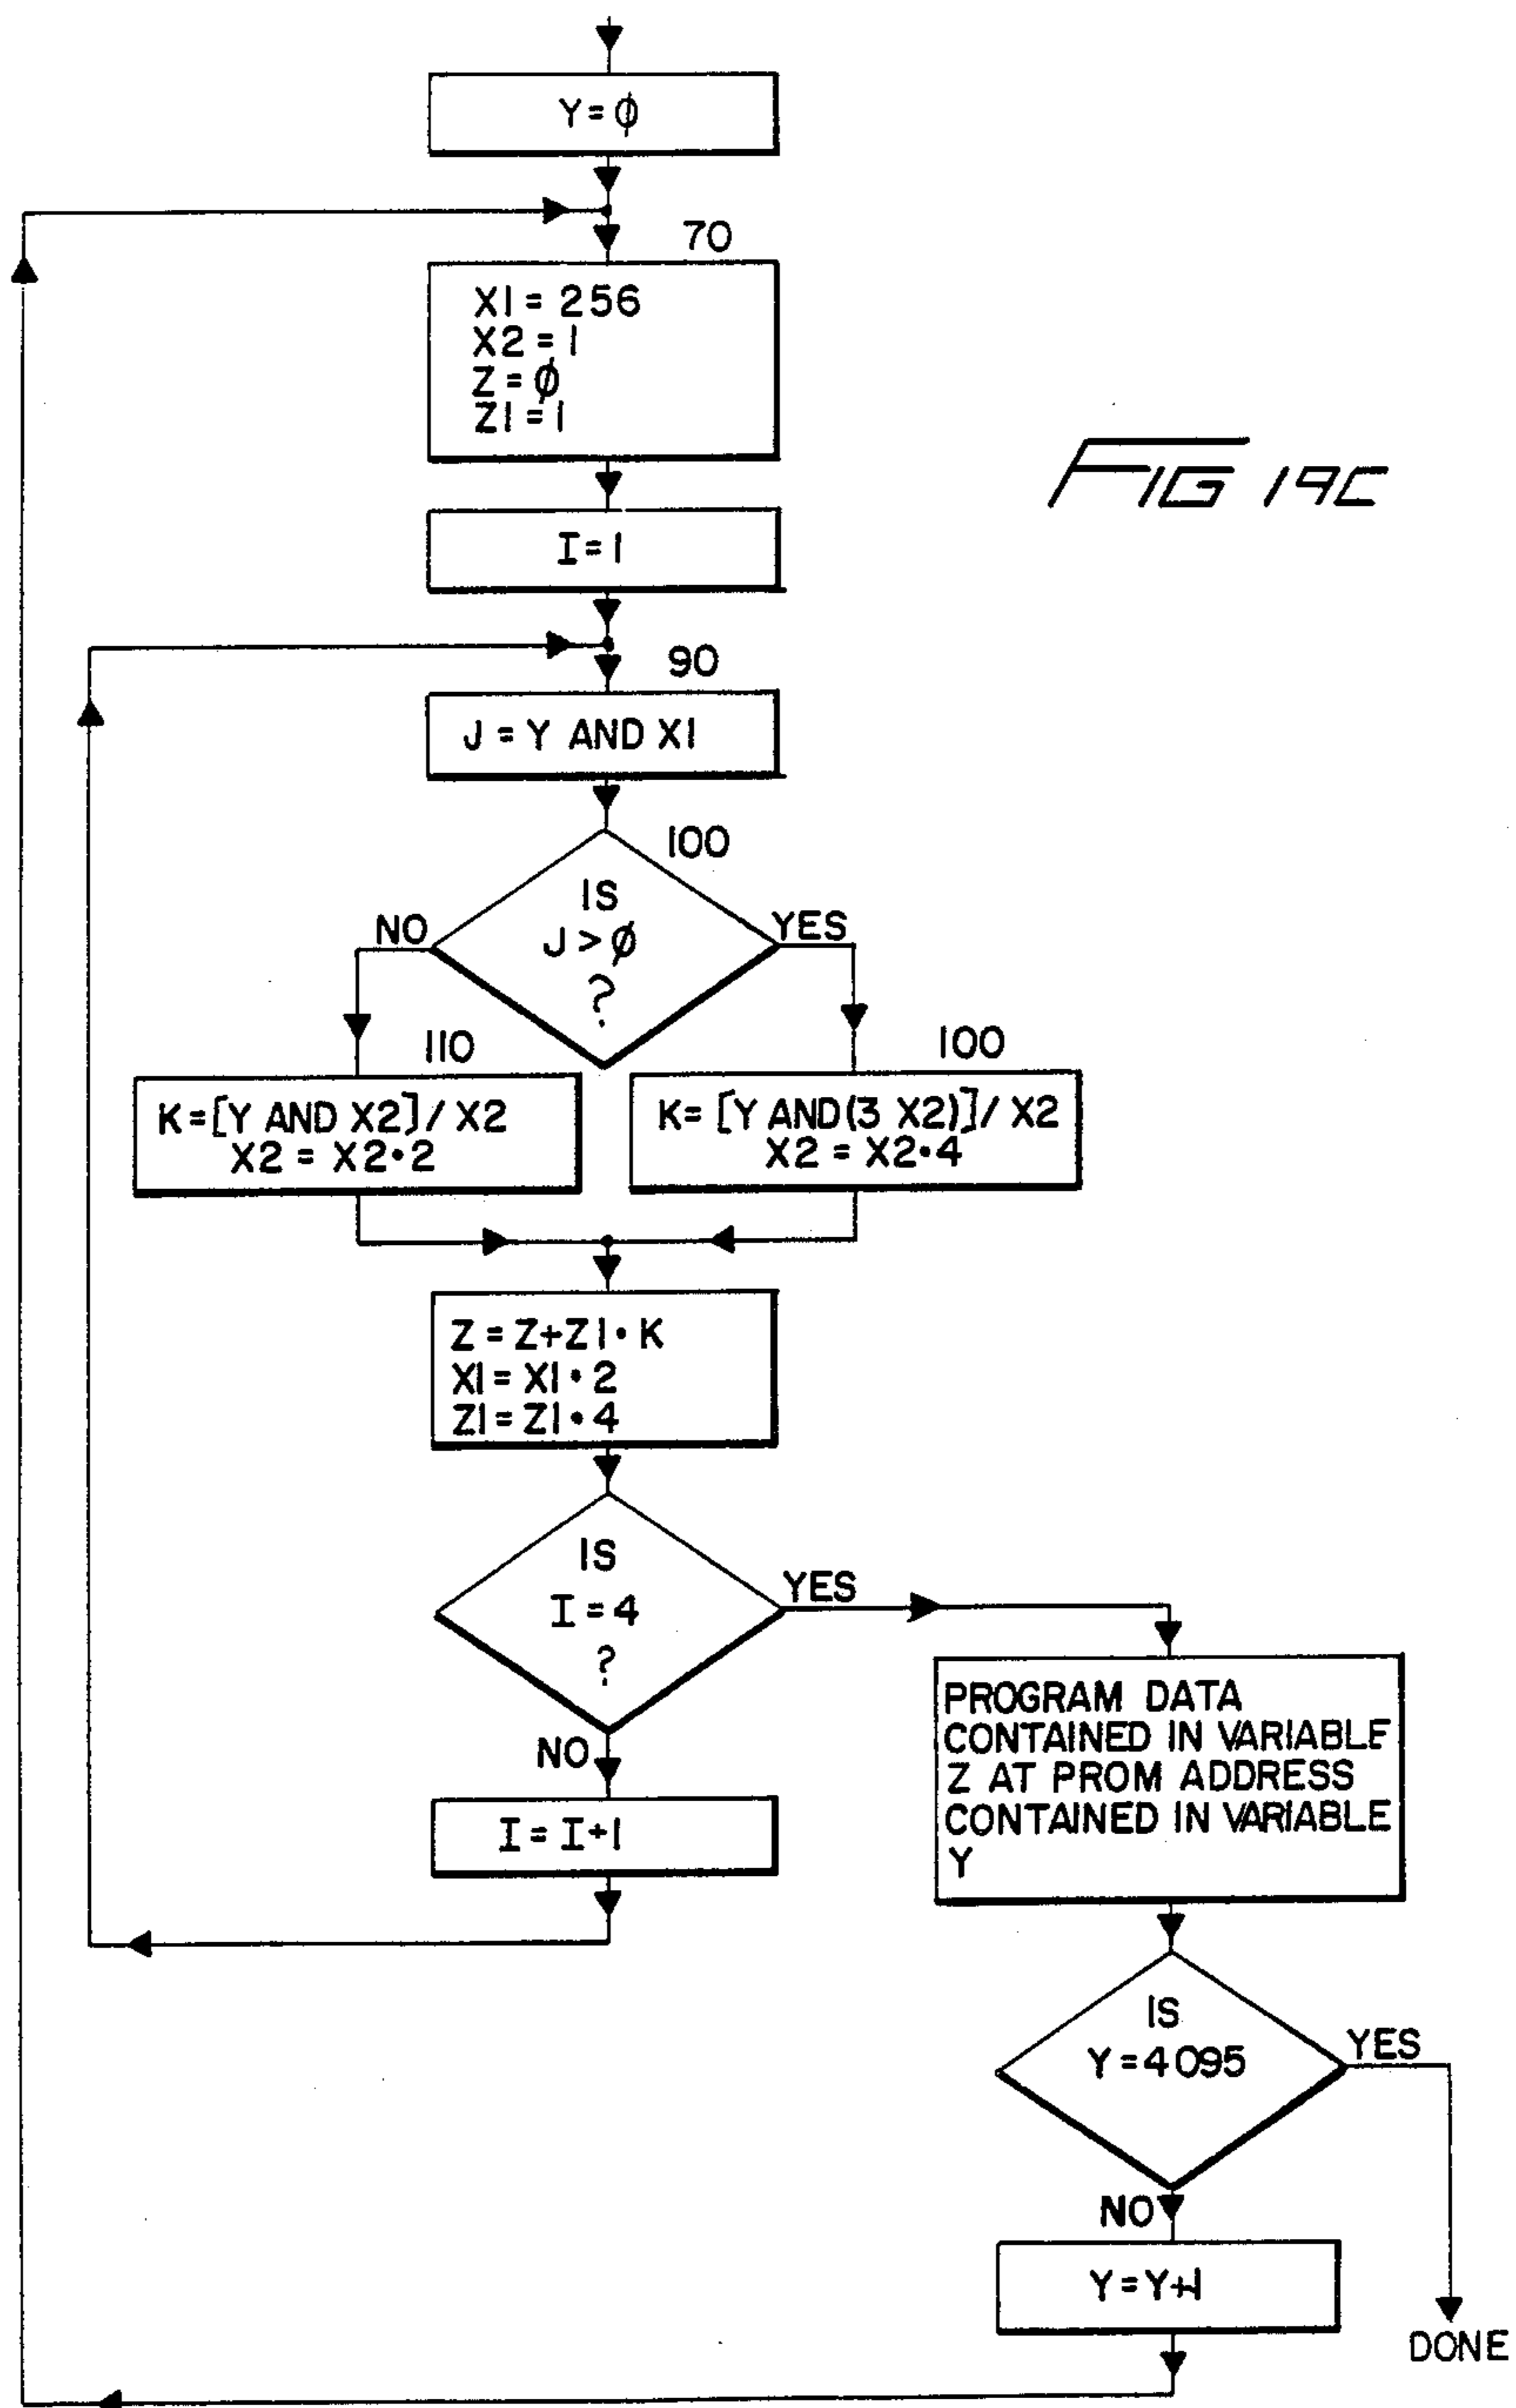 Y=∅
70
X1 = 256
X2 = 1
Z = ∅
Z1 = 1
FIG 19C
I = 1
90
J = Y AND X1
100
IS
J > ∅
?
NO
YES
110
100
K=[Y AND X2]/ X2
X2 = X2•2
K= [Y AND(3 X2)]/ X2
X2 = X2•4
Z = Z+Z1• K
X1 = X1• 2
Z1 = Z1• 4
IS
I = 4
?
YES
NO
PROGRAM DATA
CONTAINED IN VARIABLE
Z AT PROM ADDRESS
CONTAINED IN VARIABLE
Y
I = I+1
IS
Y = 4095
YES
NO
Y = Y+1
DONE